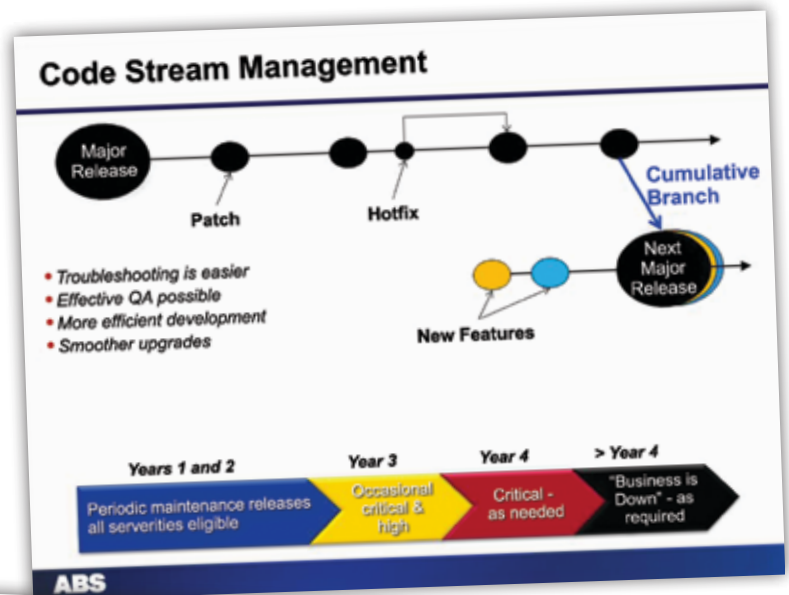 Code Stream Management
Major
Release
Patch
Hotfix
Cumulative
Branch
Next
Major
Release
New Features
• Troubleshooting is easier
• Effective QA possible
• More efficient development
• Smoother upgrades
Years 1 and 2
Year 3
Year 4
> Year 4
Periodic maintenance releases
all serverities eligible
Occasional
critical &
high
Critical -
as needed
"Business is
Down" - as
required
ABS